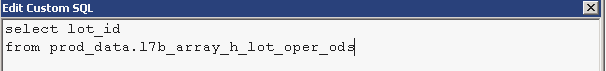 Edit Custom SQL
select lot_id
from prod_data.l7b_array_h_lot_oper_ods